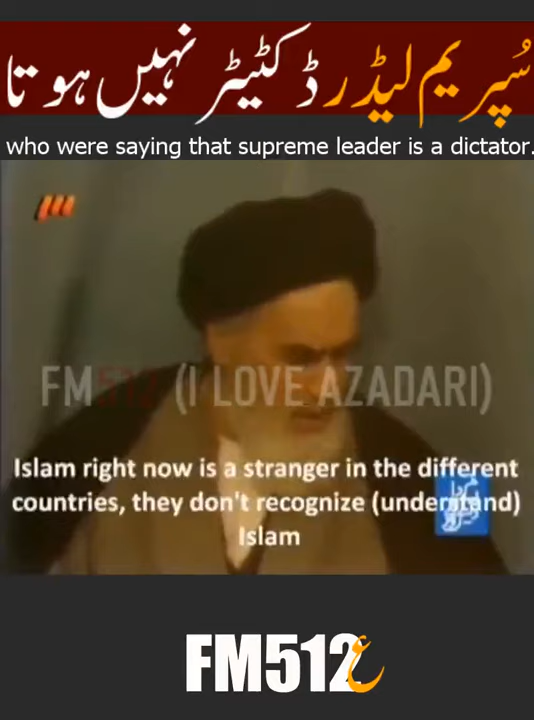 سُپریم لیڈر ڈکٹیٹر نہیں ہوتا
who were saying that supreme leader is a dictator.
FM512 (I LOVE AZADARI)
Islam right now is a stranger in the different
countries, they don't recognize (understand)
Islam
FM512ع